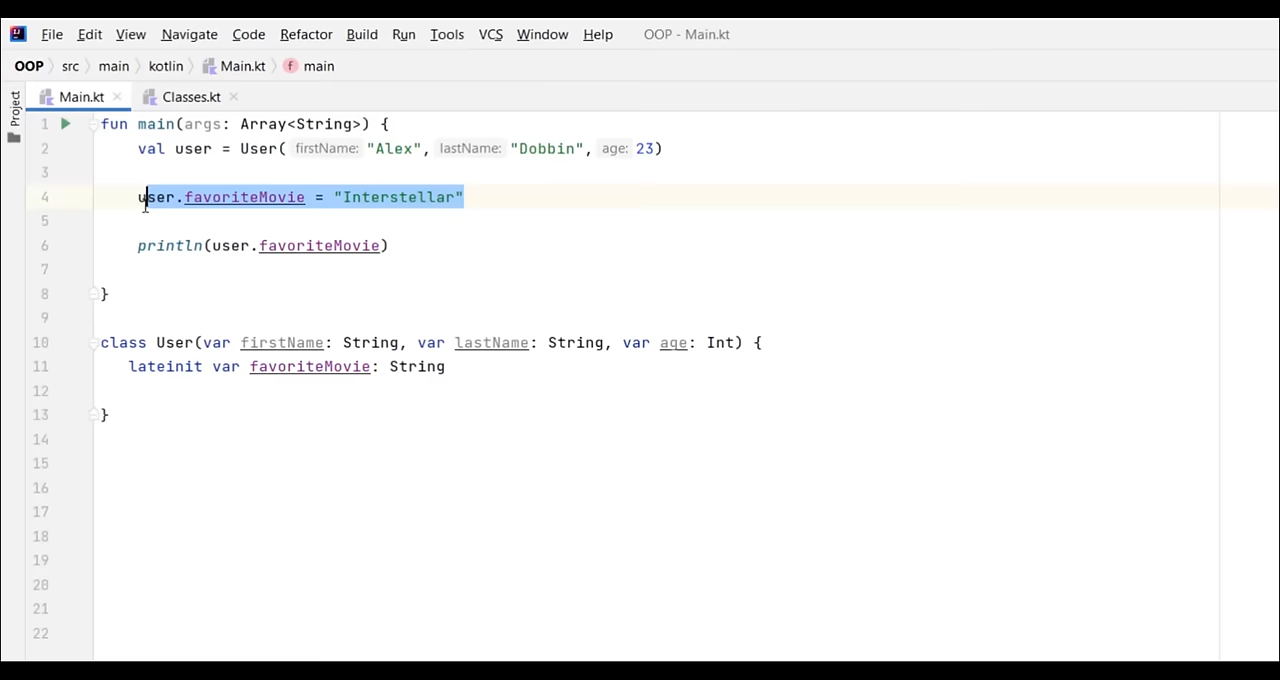 File Edit View Navigate Code Refactor Build Run Tools VCS Window Help OOP - Main.kt
OOP src main kotlin Main.kt f main
Project
Main.kt Classes.kt
1 fun main(args: Array<String>) {
2 val user = User( firstName: "Alex", lastName: "Dobbin", age: 23)
3
4 user.favoriteMovie = "Interstellar"
5
6 println(user.favoriteMovie)
7
8 }
9
10 class User(var firstName: String, var lastName: String, var age: Int) {
11 lateinit var favoriteMovie: String
12
13 }
14
15
16
17
18
19
20
21
22